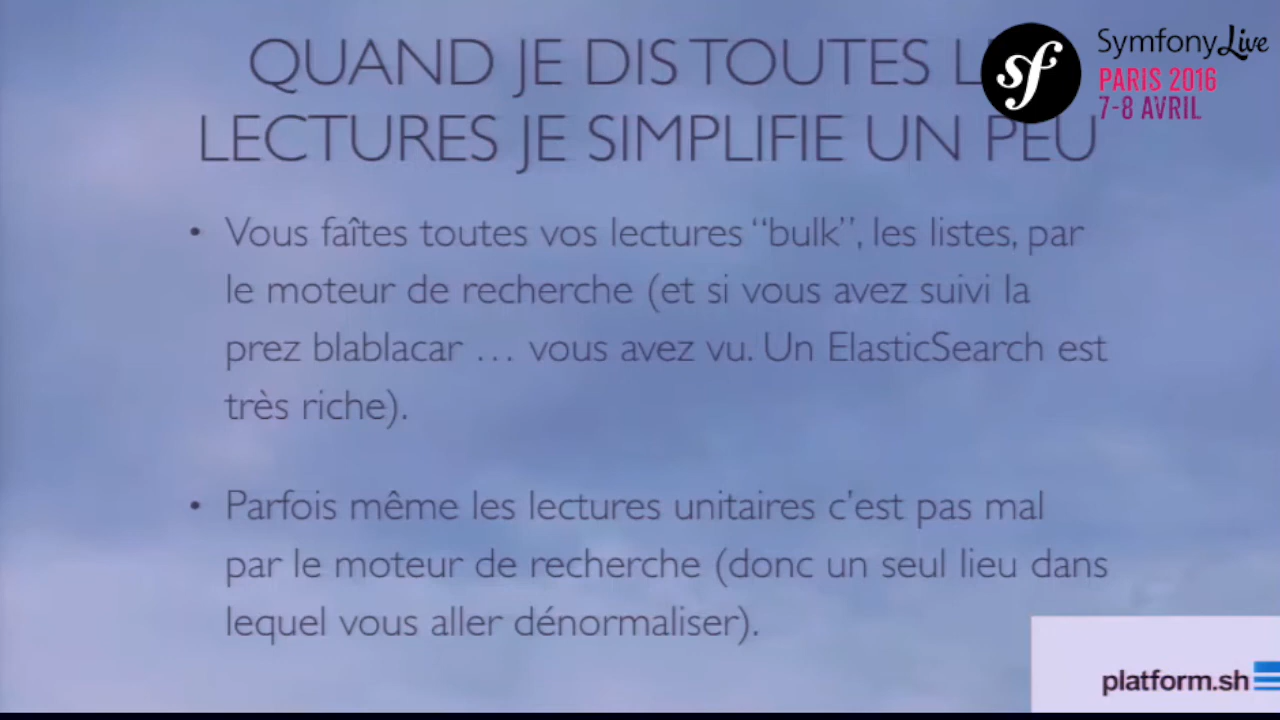 QUAND JE DIS TOUTES
LECTURES JE SIMPLIFIE UN PEU
sf
SymfonyLive
PARIS 2016
7-8 AVRIL
• Vous faîtes toutes vos lectures “bulk”, les listes, par
le moteur de recherche (et si vous avez suivi la
prez blablacar … vous avez vu. Un ElasticSearch est
très riche).
• Parfois même les lectures unitaires c’est pas mal
par le moteur de recherche (donc un seul lieu dans
lequel vous aller dénormaliser).
platform.sh